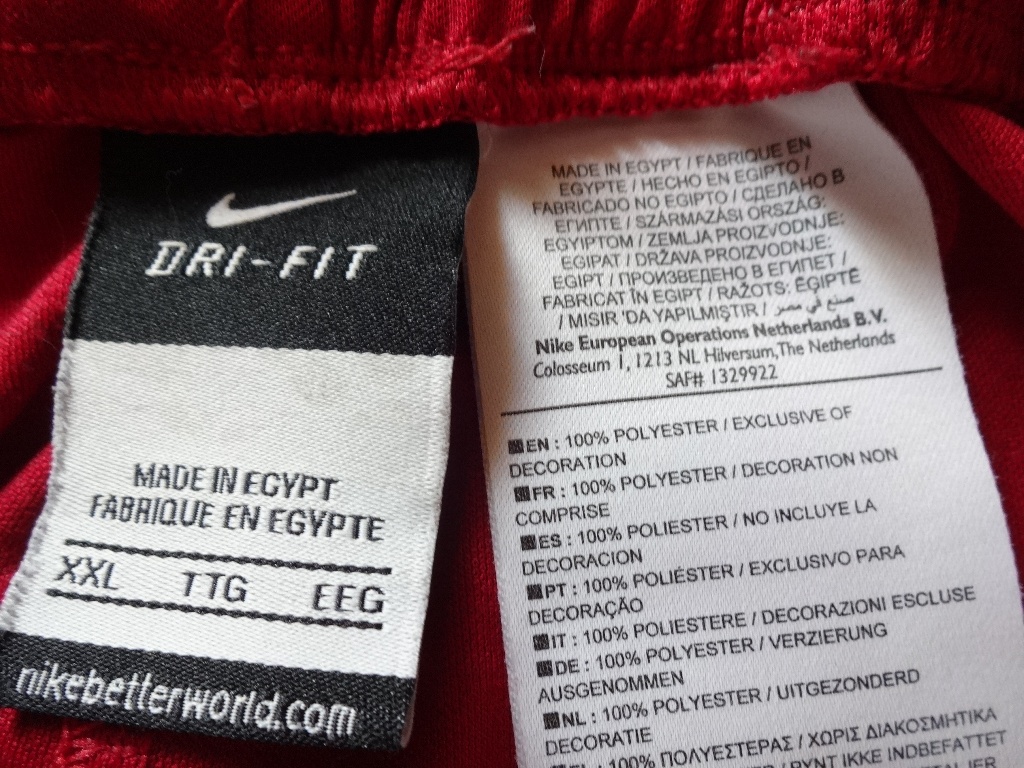 DRI-FIT
MADE IN EGYPT
FABRIQUE EN EGYPTE
XXL TTG EEG
nikebetterworld.com
MADE IN EGYPT / FABRIQUE EN
EGYPTE / HECHO EN EGIPTO /
FABRICADO NO EGIPTO / СДЕЛАНО В
ЕГИПТЕ / SZÁRMAZÁSI ORSZÁG:
EGYIPTOM / ZEMLJA PROIZVODNJE:
EGIPAT / DRŽAVA PROIZVODNJE:
EGIPT / ПРОИЗВЕДЕНО В ЕГИПЕТ /
FABRICAT ÎN EGIPT / RAŽOTS: ĒĢIPTĒ
/ MISIR 'DA YAPILMIŞTIR / صنع في مصر
Nike European Operations Netherlands B.V.
Colosseum 1, 1213 NL Hilversum,The Netherlands
SAF# 1329922
EN : 100% POLYESTER / EXCLUSIVE OF
DECORATION
FR : 100% POLYESTER / DECORATION NON
COMPRISE
ES : 100% POLIESTER / NO INCLUYE LA
DECORACION
PT : 100% POLIÉSTER / EXCLUSIVO PARA
DECORAÇÃO
IT : 100% POLIESTERE / DECORAZIONI ESCLUSE
DE : 100% POLYESTER / VERZIERUNG
AUSGENOMMEN
NL : 100% POLYESTER / UITGEZONDERD
DECORATIE
EL : 100% ΠΟΛΥΕΣΤΕΡΑΣ / ΧΩΡΙΣ ΔΙΑΚΟΣΜΗΤΙΚΑ
PYNT IKKE INDBEFATTET